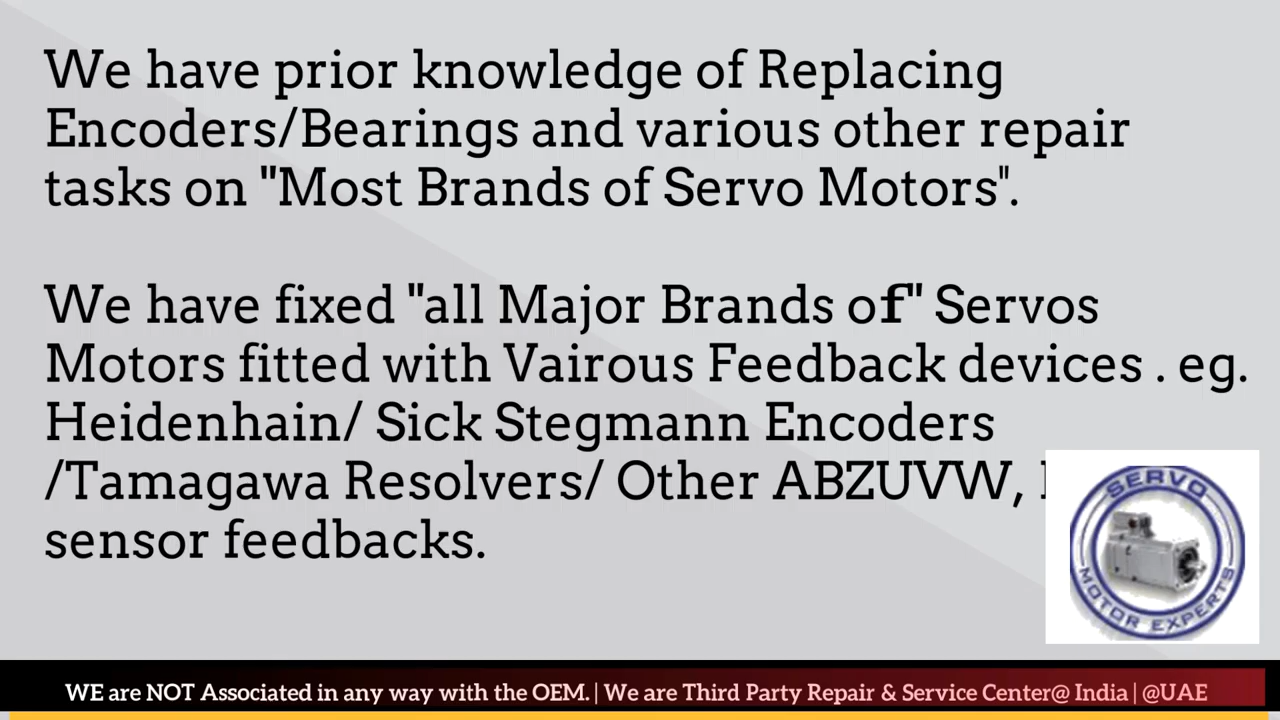 We have prior knowledge of Replacing
Encoders/Bearings and various other repair
tasks on "Most Brands of Servo Motors".
We have fixed "all Major Brands of" Servos
Motors fitted with Vairous Feedback devices . eg.
Heidenhain/ Sick Stegmann Encoders
/Tamagawa Resolvers/ Other ABZUVW,
sensor feedbacks.
SERVO
MOTOR EXPERTS
WE are NOT Associated in any way with the OEM. | We are Third Party Repair & Service Center@ India | @UAE